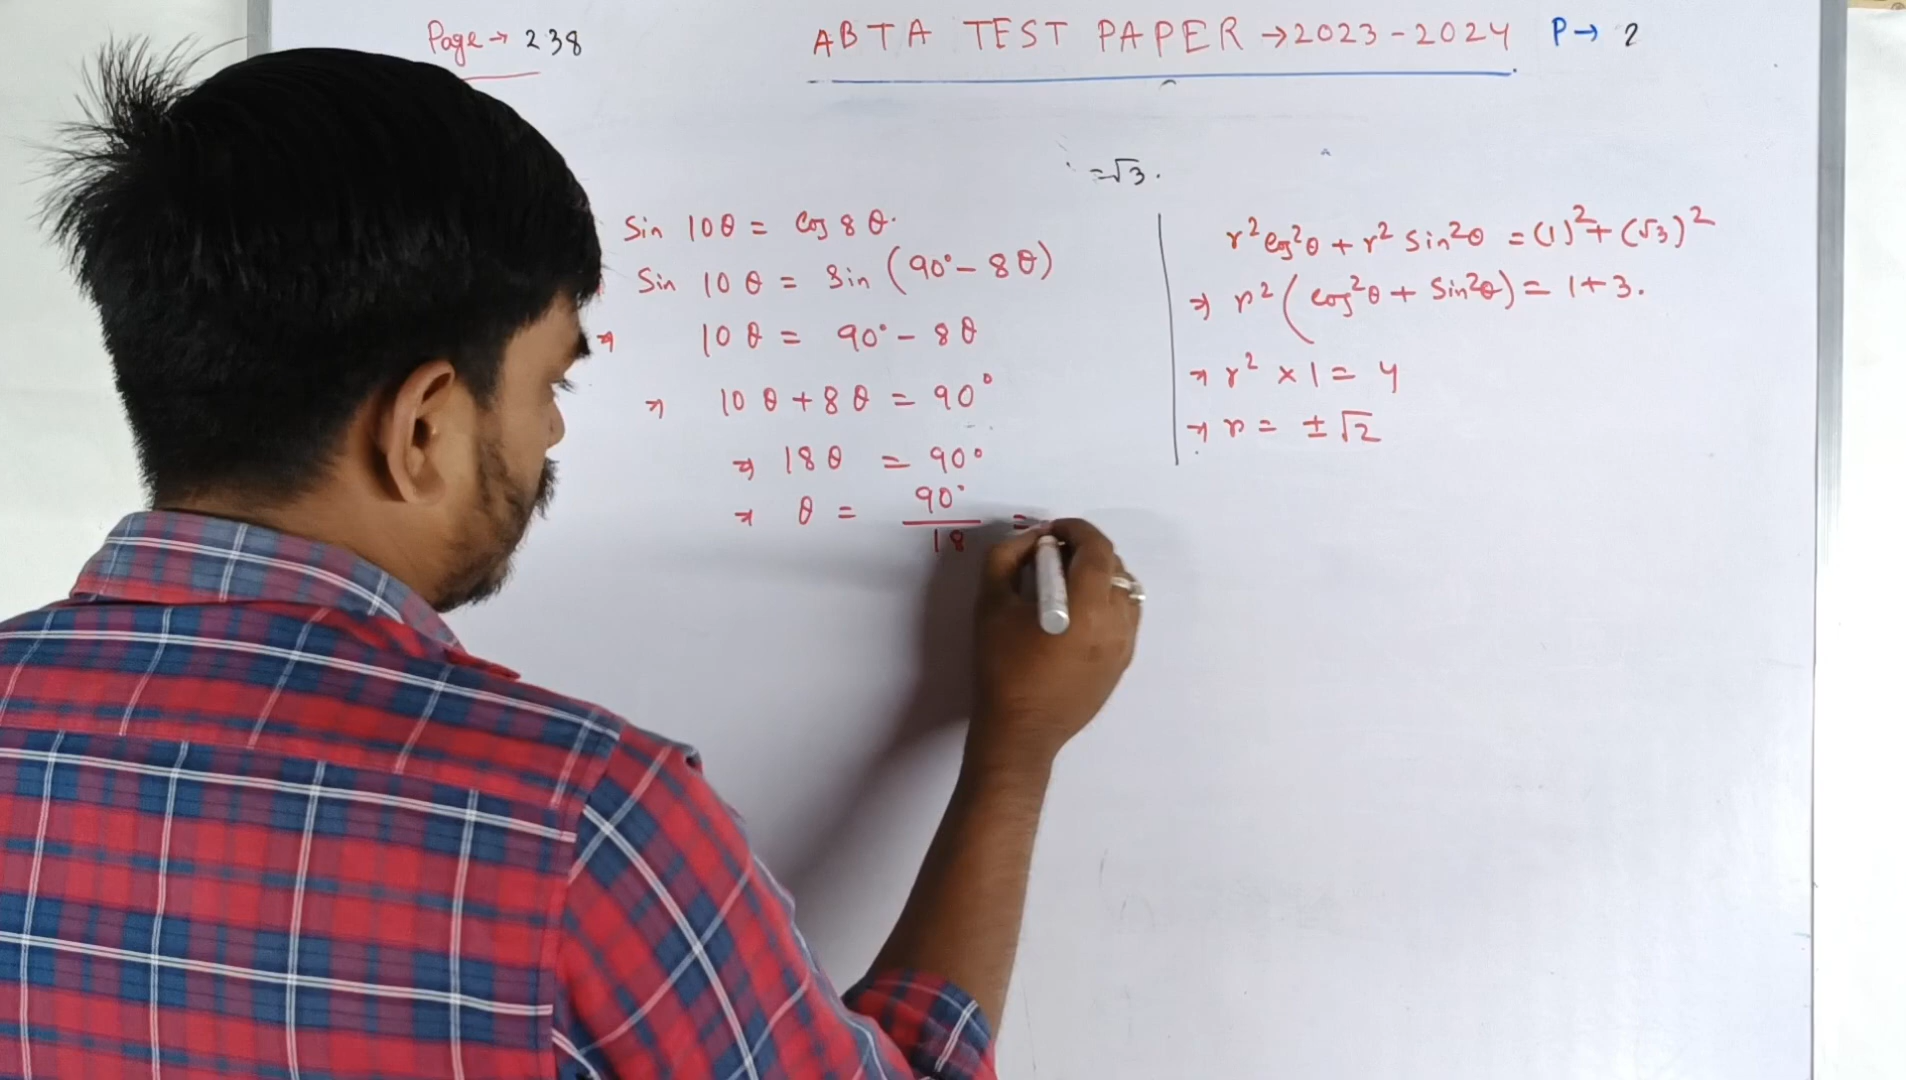 Page → 238
ABTA TEST PAPER → 2023-2024 P → 2
= √3.
Sin 10θ = Cos 8θ.
Sin 10θ = Sin (90° - 8θ)
⇒ 10θ = 90° - 8θ
⇒ 10θ + 8θ = 90°
⇒ 18θ = 90°
⇒ θ = 90°/18 =
r²cos²θ + r² sin²θ = (1)² + (√3)²
⇒ r² (cos²θ + Sin²θ) = 1+3.
⇒ r² × 1 = 4
⇒ r = ±√2